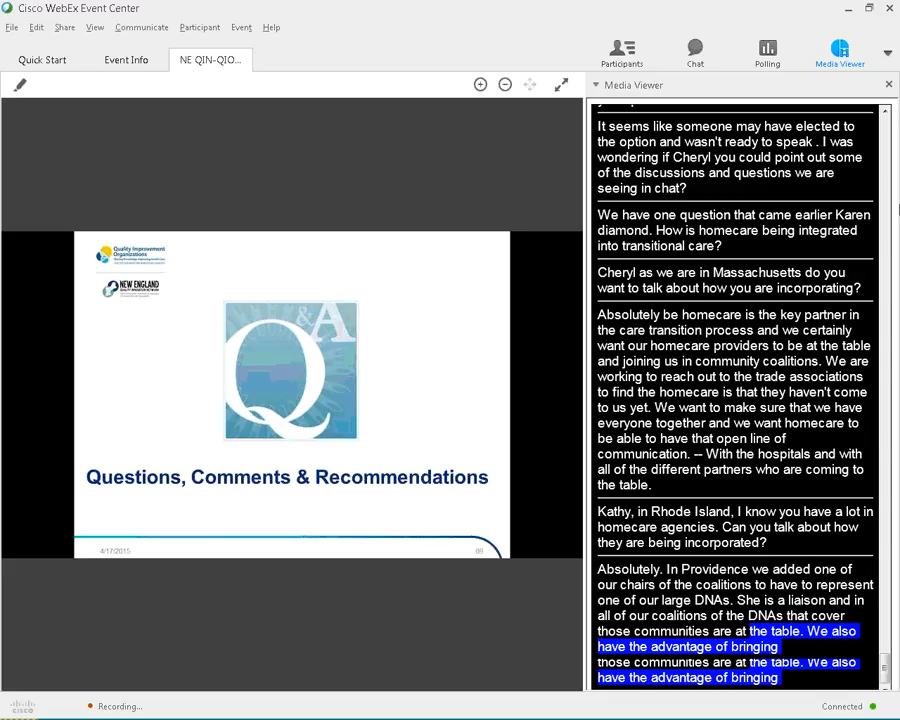 Cisco WebEx Event Center
File Edit Share View Communicate Participant Event Help
Quick Start Event Info NE QIN-QIO...
Participants Chat Polling Media Viewer
Media Viewer
It seems like someone may have elected to
the option and wasn't ready to speak . I was
wondering if Cheryl you could point out some
of the discussions and questions we are
seeing in chat?
We have one question that came earlier Karen
diamond. How is homecare being integrated
into transitional care?
Cheryl as we are in Massachusetts do you
want to talk about how you are incorporating?
Absolutely be homecare is the key partner in
the care transition process and we certainly
want our homecare providers to be at the table
and joining us in community coalitions. We are
working to reach out to the trade associations
to find the homecare is that they haven't come
to us yet. We want to make sure that we have
everyone together and we want homecare to
be able to have that open line of
communication. -- With the hospitals and with
all of the different partners who are coming to
the table.
Kathy, in Rhode Island, I know you have a lot in
homecare agencies. Can you talk about how
they are being incorporated?
Absolutely. In Providence we added one of
our chairs of the coalitions to have to represent
one of our large DNAs. She is a liaison and in
all of our coalitions of the DNAs that cover
those communities are at the table. We also
have the advantage of bringing
those communities are at the table. We also
have the advantage of bringing
Quality Improvement
Organizations
NEW ENGLAND
Q&A
Questions, Comments & Recommendations
4/17/2015
69
cisco
Recording...
Connected